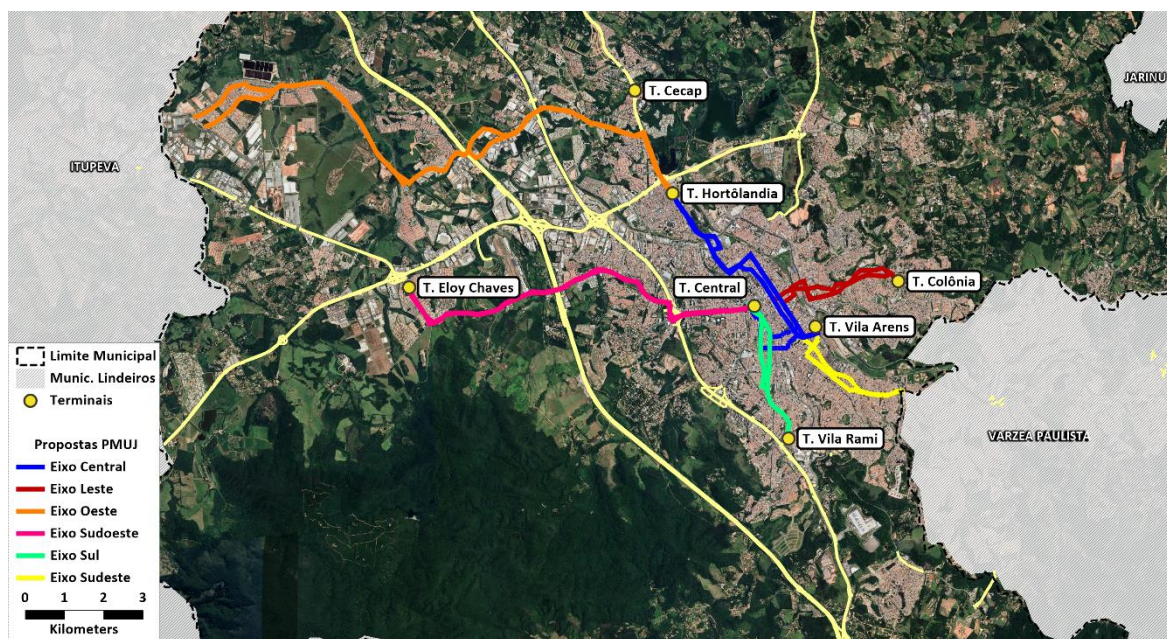 T. Cecap
JARINU
ITUPEVA
T. Hortôlandia
T. Eloy Chaves
T. Central
T. Colônia
T. Vila Arens
T. Vila Rami
VARZEA PAULISTA
Limite Municipal
Munic. Lindeiros
Terminais
Propostas PMUJ
Eixo Central
Eixo Leste
Eixo Oeste
Eixo Sudoeste
Eixo Sul
Eixo Sudeste
0 1 2 3
Kilometers